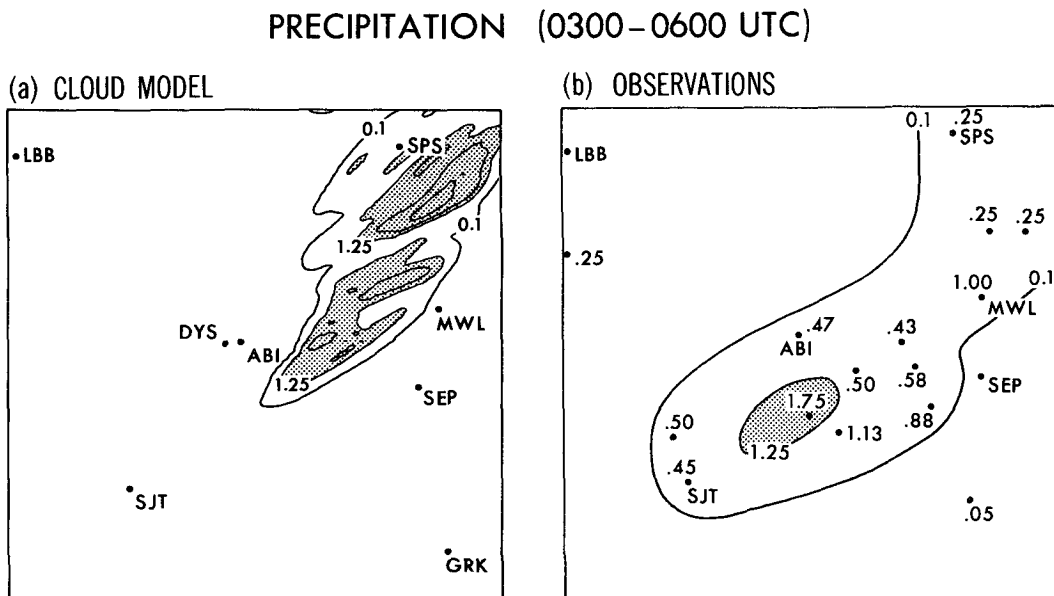 PRECIPITATION (0300–0600 UTC)
(a) CLOUD MODEL
0.1
SPS
LBB
0.1
1.25
MWL
DYS
ABI
1.25
SEP
SJT
GRK
(b) OBSERVATIONS
0.1
.25
SPS
LBB
.25 .25
.25
1.00 0.1
MWL
.47
ABI
.43
.50
.58
SEP
1.75
.88
.50
1.13
1.25
.45
SJT
.05